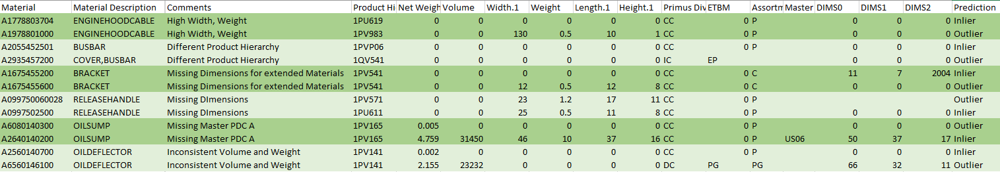 Material Material Description Comments Product Hi Net Weigh Volume Width.1 Weight Length.1 Height.1 Primus Div ETBM Assortm Master DIMS0 DIMS1 DIMS2 Prediction
A1778803704 ENGINEHOODCABLE High Width, Weight 1PU619 0 0 0 0 0 0 CC 0 P 0 0 0 Inlier
A1978801000 ENGINEHOODCABLE High Width, Weight 1PV983 0 0 130 0.5 10 1 CC 0 P 0 0 0 Outlier
A2055452501 BUSBAR Different Product Hierarchy 1PVP06 0 0 0 0 0 0 CC 0 P 0 0 0 Inlier
A2935457200 COVER,BUSBAR Different Product Hierarchy 1QV541 0 0 0 0 0 0 IC EP 0 0 0 Outlier
A1675455200 BRACKET Missing Dimensions for extended Materials 1PV541 0 0 0 0 0 0 CC 0 C 11 7 2004 Inlier
A1675455600 BRACKET Missing Dimensions for extended Materials 1PV541 0 0 12 0.5 12 8 CC 0 C 0 0 0 Outlier
A099750060028 RELEASEHANDLE Missing DImensions 1PV571 0 0 23 1.2 17 11 CC 0 P Outlier
A0997502500 RELEASEHANDLE Missing DImensions 1PU611 0 0 25 0.5 11 8 CC 0 P 0 0 0 Inlier
A6080140300 OILSUMP Missing Master PDC A 1PV165 0.005 0 0 0 0 0 CC 0 P 0 0 0 Outlier
A2640140200 OILSUMP Missing Master PDC A 1PV165 4.759 31450 46 10 37 16 CC 0 P US06 50 37 17 Inlier
A2560140700 OILDEFLECTOR Inconsistent Volume and Weight 1PV141 0.002 0 0 0 0 0 CC 0 P 0 0 0 Inlier
A6560146100 OILDEFLECTOR Inconsistent Volume and Weight 1PV141 2.155 23232 0 0 0 0 DC PG PG 66 32 11 Outlier